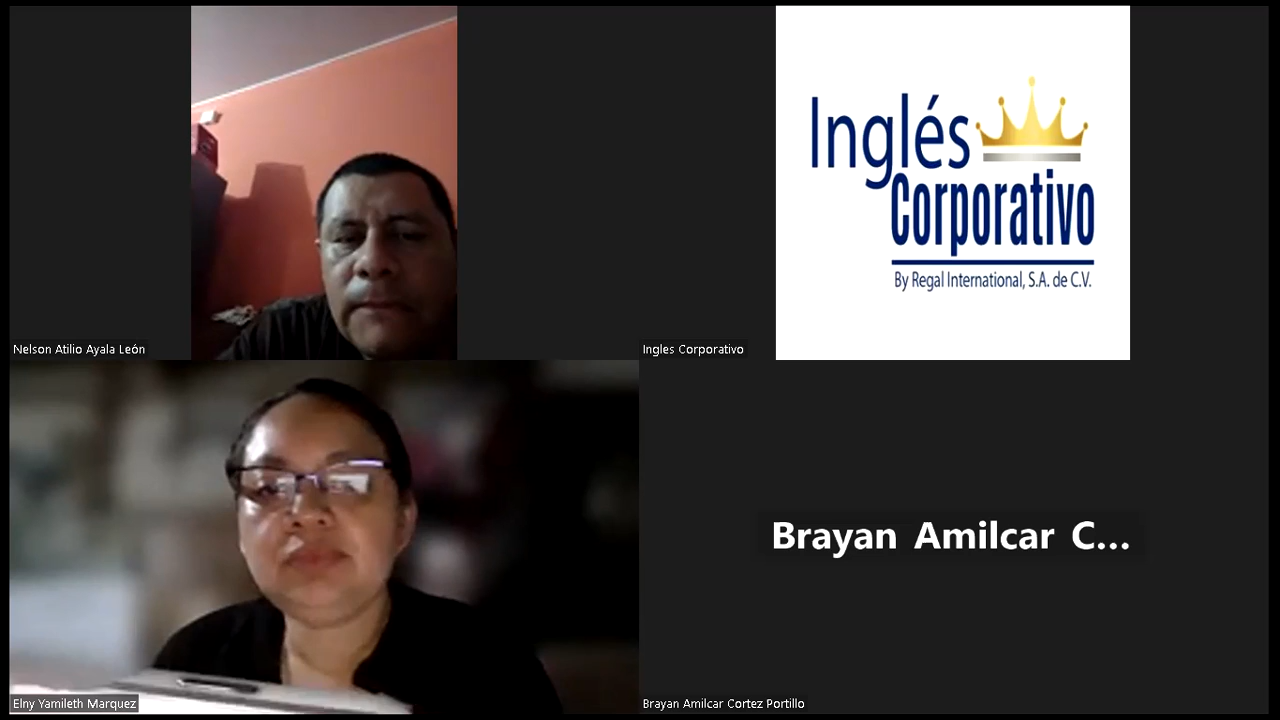 Inglés
Corporativo
By Regal International, S.A. de C.V.
Nelson Atilio Ayala León
Ingles Corporativo
Brayan Amilcar C...
Elny Yamileth Marquez
Brayan Amilcar Cortez Portillo